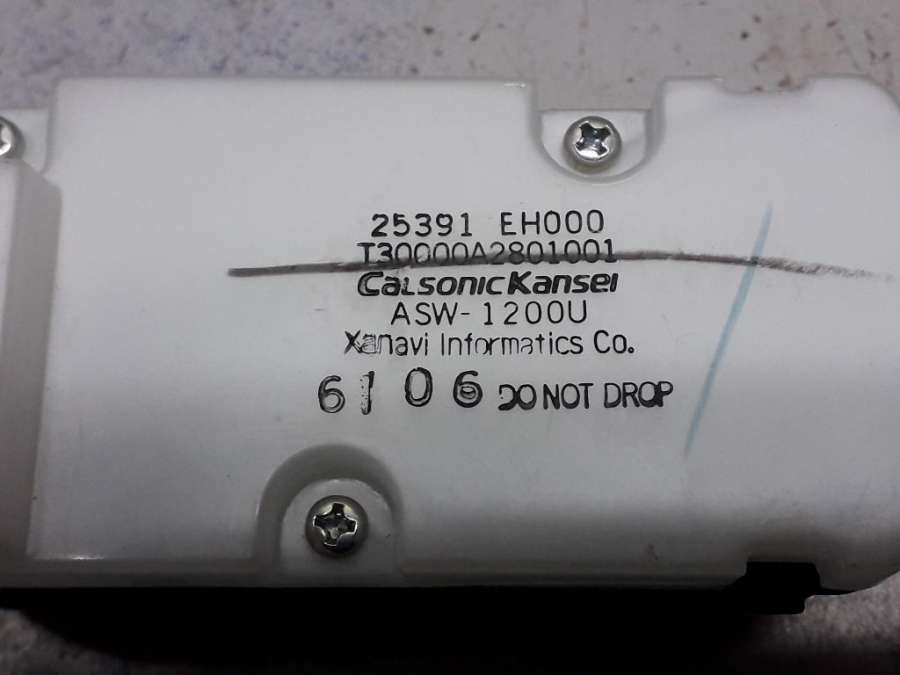 25391 EH000
T30000A2801001
CalsonicKansei
ASW-1200U
Xanavi Informatics Co.
6106 DO NOT DROP